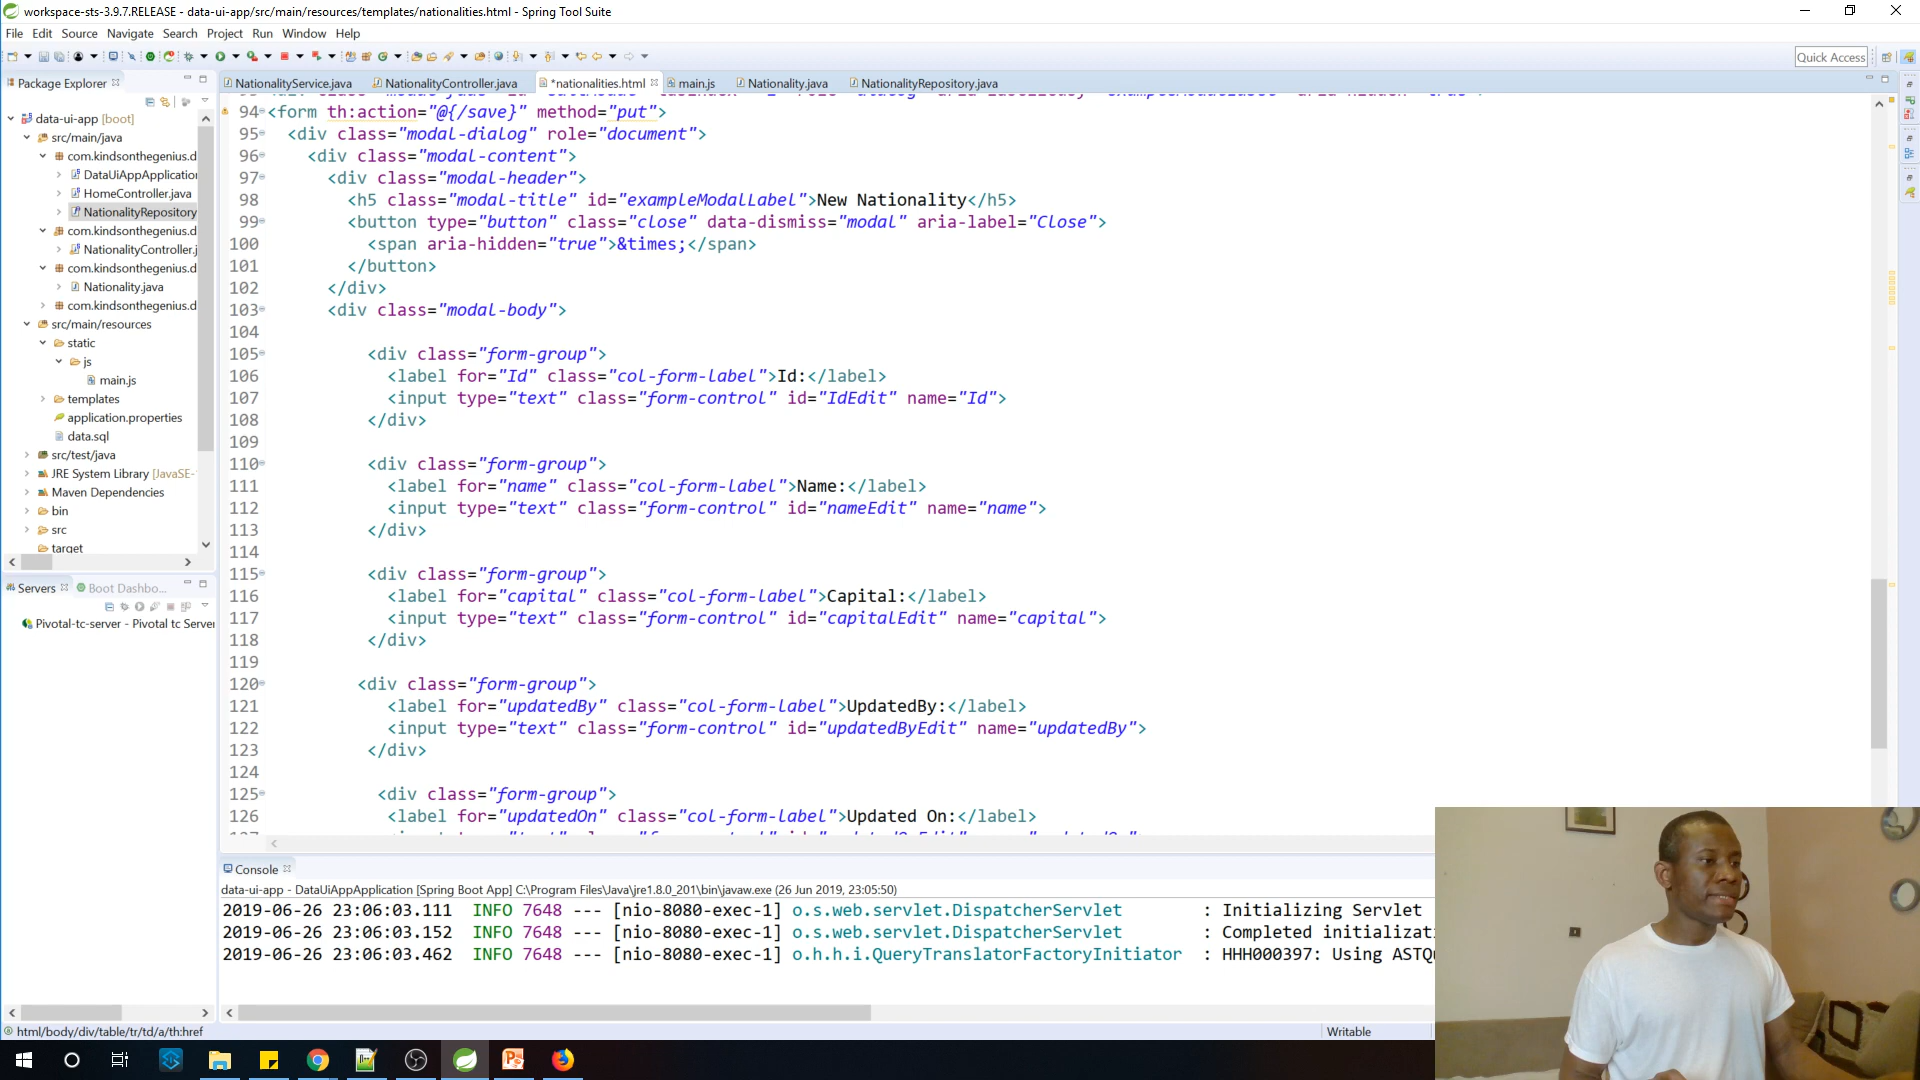 workspace-sts-3.9.7.RELEASE - data-ui-app/src/main/resources/templates/nationalities.html - Spring Tool Suite
File Edit Source Navigate Search Project Run Window Help
Quick Access
Package Explorer
data-ui-app [boot]
src/main/java
com.kindsonthegenius.d
DataUiAppApplication
HomeController.java
NationalityRepository
com.kindsonthegenius.d
NationalityController.j
com.kindsonthegenius.d
Nationality.java
com.kindsonthegenius.d
src/main/resources
static
js
main.js
templates
application.properties
data.sql
src/test/java
JRE System Library [JavaSE-
Maven Dependencies
bin
src
target
Servers Boot Dashbo...
Pivotal-tc-server - Pivotal tc Server
NationalityService.java NationalityController.java *nationalities.html main.js Nationality.java NationalityRepository.java
94 <form th:action="@{/save}" method="put">
95 <div class="modal-dialog" role="document">
96 <div class="modal-content">
97 <div class="modal-header">
98 <h5 class="modal-title" id="exampleModalLabel">New Nationality</h5>
99 <button type="button" class="close" data-dismiss="modal" aria-label="Close">
100 <span aria-hidden="true">&times;</span>
101 </button>
102 </div>
103 <div class="modal-body">
104
105 <div class="form-group">
106 <label for="Id" class="col-form-label">Id:</label>
107 <input type="text" class="form-control" id="IdEdit" name="Id">
108 </div>
109
110 <div class="form-group">
111 <label for="name" class="col-form-label">Name:</label>
112 <input type="text" class="form-control" id="nameEdit" name="name">
113 </div>
114
115 <div class="form-group">
116 <label for="capital" class="col-form-label">Capital:</label>
117 <input type="text" class="form-control" id="capitalEdit" name="capital">
118 </div>
119
120 <div class="form-group">
121 <label for="updatedBy" class="col-form-label">UpdatedBy:</label>
122 <input type="text" class="form-control" id="updatedByEdit" name="updatedBy">
123 </div>
124
125 <div class="form-group">
126 <label for="updatedOn" class="col-form-label">Updated On:</label>
Console
data-ui-app - DataUiAppApplication [Spring Boot App] C:\Program Files\Java\jre1.8.0_201\bin\javaw.exe (26 Jun 2019, 23:05:50)
2019-06-26 23:06:03.111 INFO 7648 --- [nio-8080-exec-1] o.s.web.servlet.DispatcherServlet : Initializing Servlet
2019-06-26 23:06:03.152 INFO 7648 --- [nio-8080-exec-1] o.s.web.servlet.DispatcherServlet : Completed initializati
2019-06-26 23:06:03.462 INFO 7648 --- [nio-8080-exec-1] o.h.h.i.QueryTranslatorFactoryInitiator : HHH000397: Using ASTQu
html/body/div/table/tr/td/a/th:href
Writable